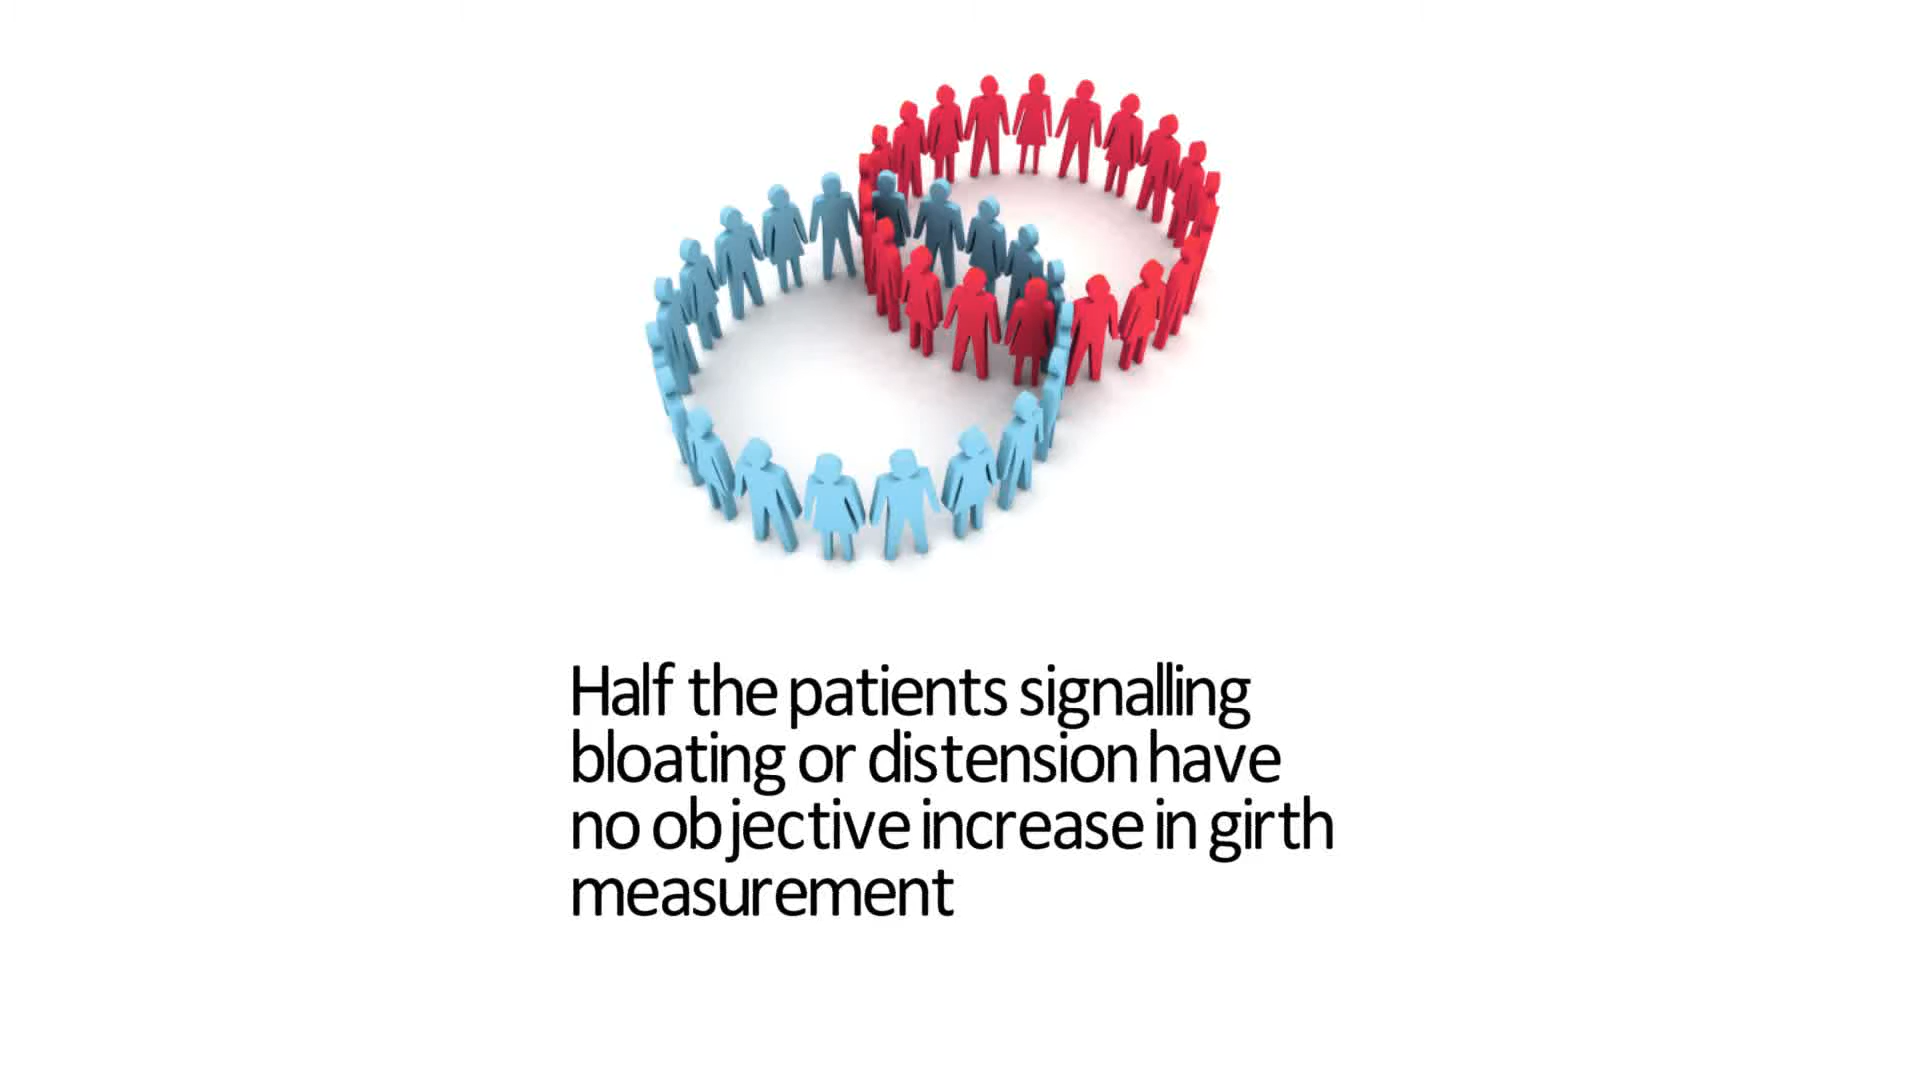 Half the patients signalling
bloating or distension have
no objective increase in girth
measurement